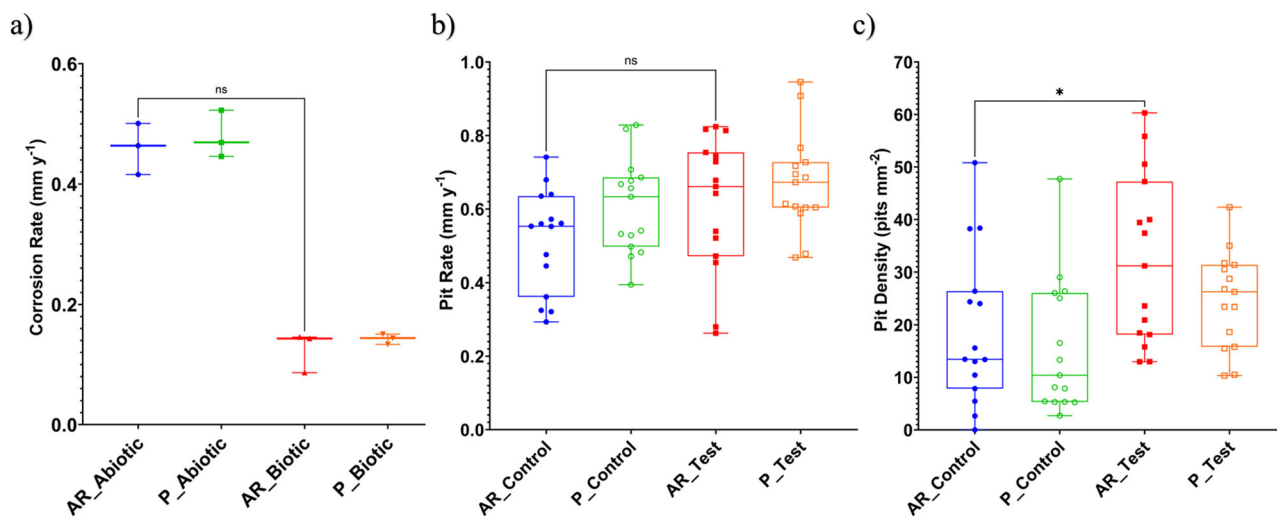 a)
Corrosion Rate (mm y-1)
0.6
0.4
0.2
0.0
ns
AR_Abiotic
P_Abiotic
AR_Biotic
P_Biotic
b)
Pit Rate (mm y-1)
1.0
0.8
0.6
0.4
0.2
0.0
ns
AR_Control
P_Control
AR_Test
P_Test
c)
Pit Density (pits mm-2)
70
60
50
40
30
20
10
0
*
AR_Control
P_Control
AR_Test
P_Test